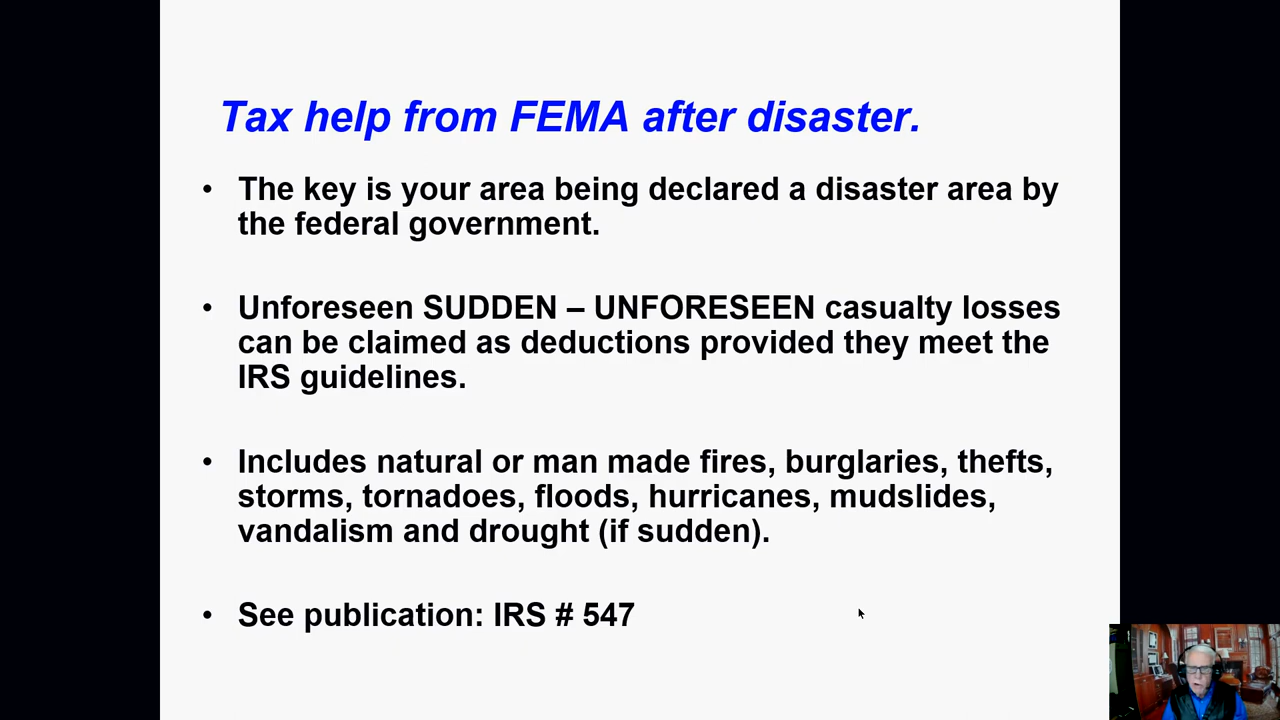 Tax help from FEMA after disaster.
• The key is your area being declared a disaster area by
the federal government.
• Unforeseen SUDDEN – UNFORESEEN casualty losses
can be claimed as deductions provided they meet the
IRS guidelines.
• Includes natural or man made fires, burglaries, thefts,
storms, tornadoes, floods, hurricanes, mudslides,
vandalism and drought (if sudden).
• See publication: IRS # 547